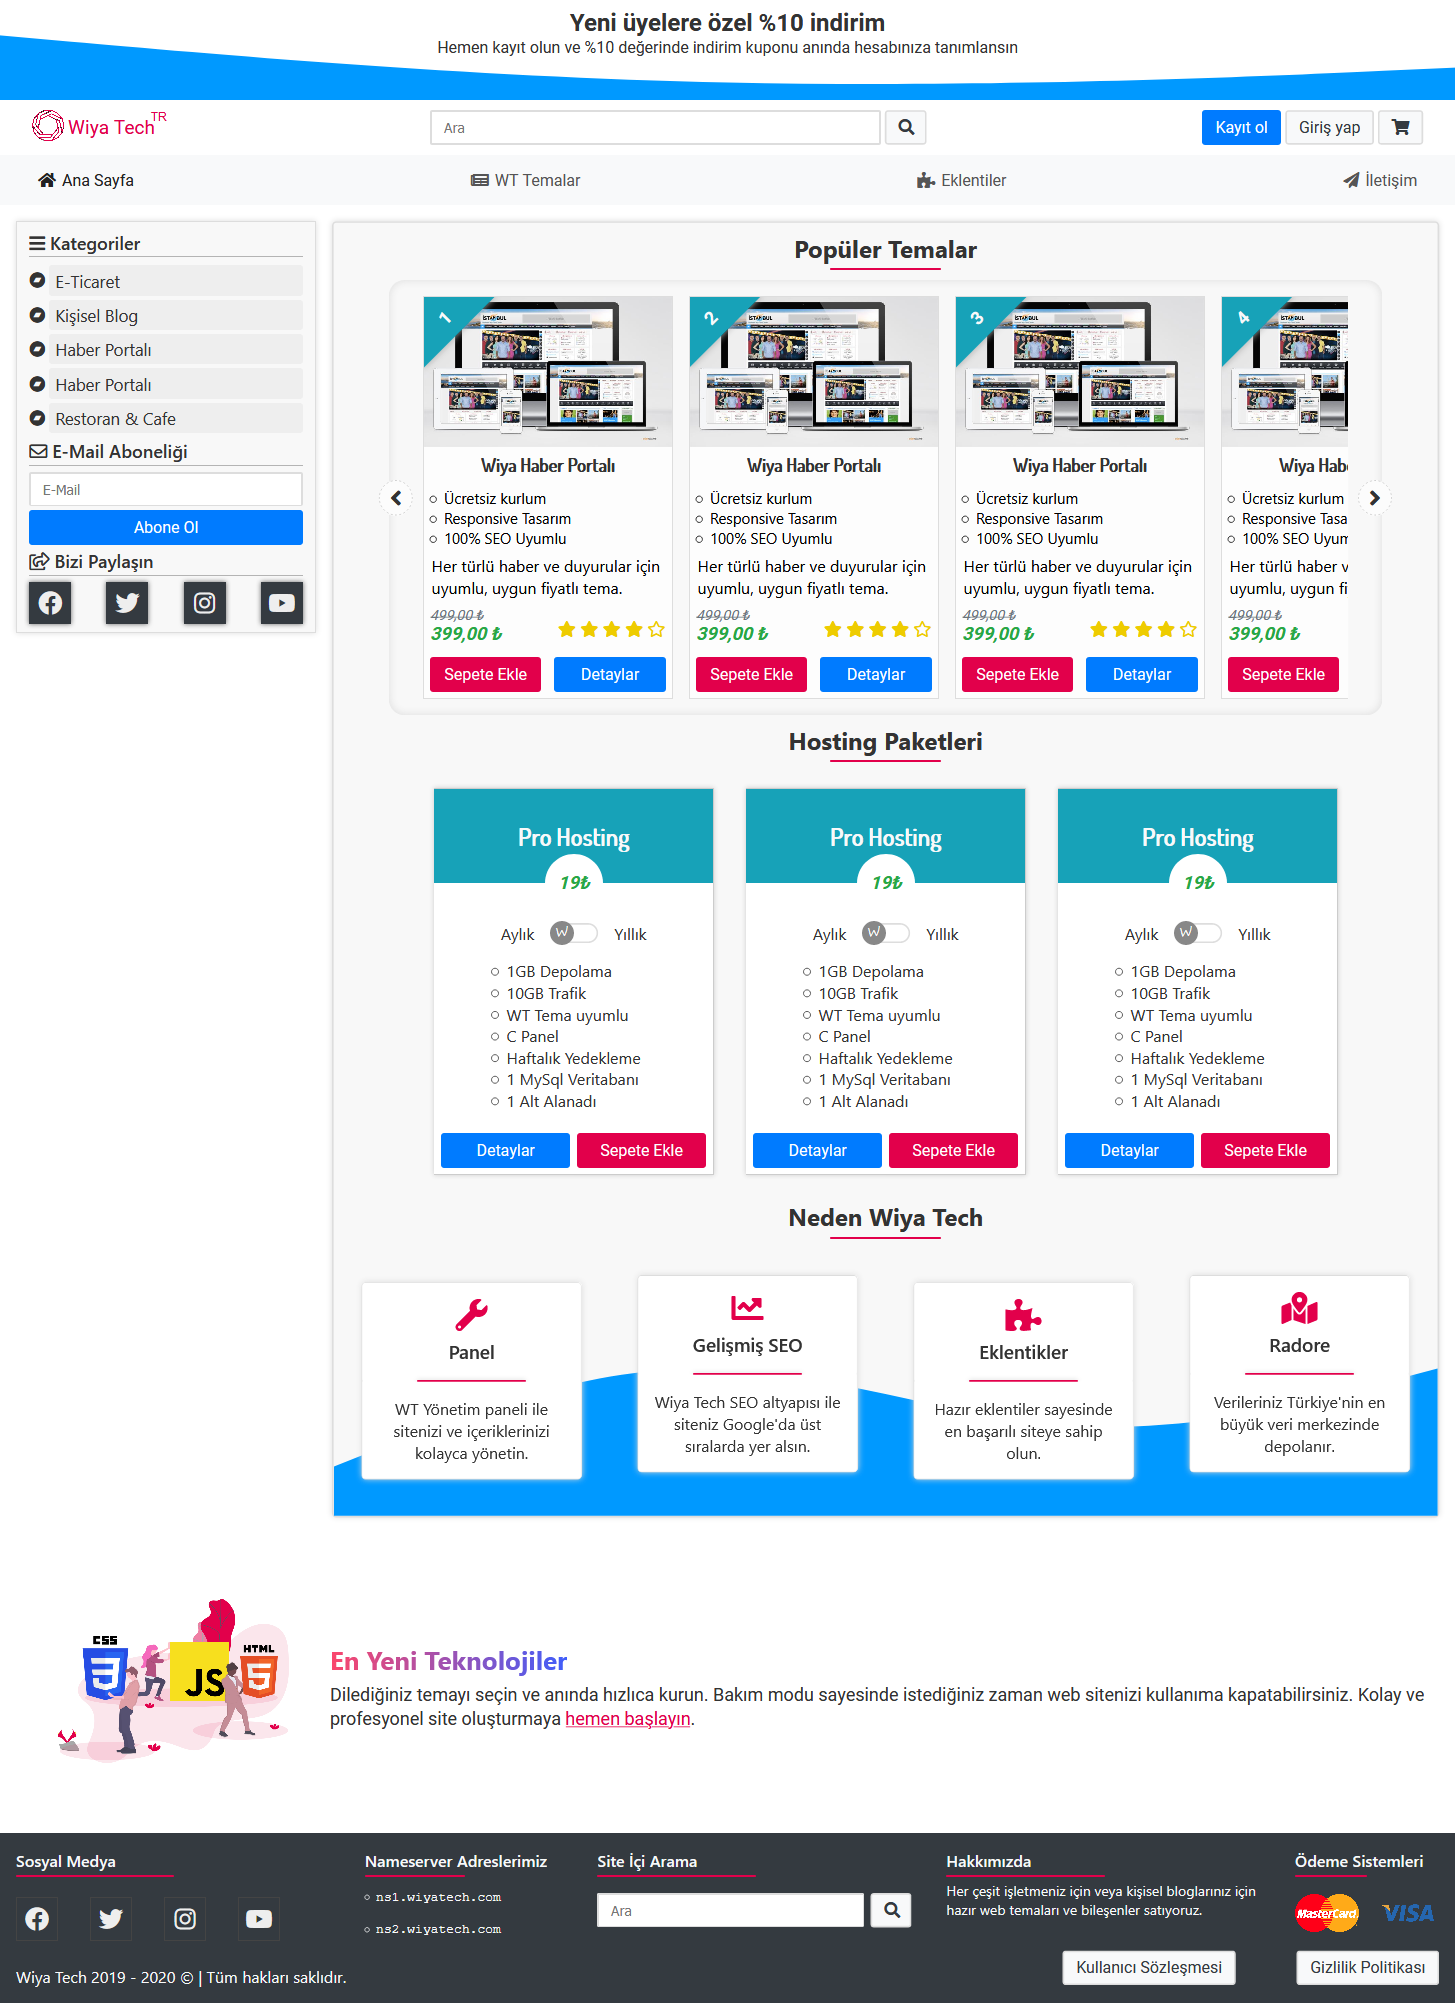 Yeni üyelere özel %10 indirim
Hemen kayıt olun ve %10 değerinde indirim kuponu anında hesabınıza tanımlansın
Wiya Tech TR
Ara
Kayıt ol
Giriş yap
Ana Sayfa
WT Temalar
Eklentiler
İletişim
Kategoriler
E-Ticaret
Kişisel Blog
Haber Portalı
Haber Portalı
Restoran & Cafe
E-Mail Aboneliği
E-Mail
Abone Ol
Bizi Paylaşın
Popüler Temalar
1
İSTANBUL
Wiya Haber Portalı
Ücretsiz kurlum
Responsive Tasarım
100% SEO Uyumlu
Her türlü haber ve duyurular için
uyumlu, uygun fiyatlı tema.
499,00 ₺
399,00 ₺
Sepete Ekle
Detaylar
2
İSTANBUL
Wiya Haber Portalı
Ücretsiz kurlum
Responsive Tasarım
100% SEO Uyumlu
Her türlü haber ve duyurular için
uyumlu, uygun fiyatlı tema.
499,00 ₺
399,00 ₺
Sepete Ekle
Detaylar
3
İSTANBUL
Wiya Haber Portalı
Ücretsiz kurlum
Responsive Tasarım
100% SEO Uyumlu
Her türlü haber ve duyurular için
uyumlu, uygun fiyatlı tema.
499,00 ₺
399,00 ₺
Sepete Ekle
Detaylar
4
İSTANBUL
Wiya Hab
Ücretsiz kurlum
Responsive Tasa
100% SEO Uyum
Her türlü haber v
uyumlu, uygun fi
499,00 ₺
399,00 ₺
Sepete Ekle
Hosting Paketleri
Pro Hosting
19₺
Aylık
W
Yıllık
1GB Depolama
10GB Trafik
WT Tema uyumlu
C Panel
Haftalık Yedekleme
1 MySql Veritabanı
1 Alt Alanadı
Detaylar
Sepete Ekle
Pro Hosting
19₺
Aylık
W
Yıllık
1GB Depolama
10GB Trafik
WT Tema uyumlu
C Panel
Haftalık Yedekleme
1 MySql Veritabanı
1 Alt Alanadı
Detaylar
Sepete Ekle
Pro Hosting
19₺
Aylık
W
Yıllık
1GB Depolama
10GB Trafik
WT Tema uyumlu
C Panel
Haftalık Yedekleme
1 MySql Veritabanı
1 Alt Alanadı
Detaylar
Sepete Ekle
Neden Wiya Tech
Panel
WT Yönetim paneli ile
sitenizi ve içeriklerinizi
kolayca yönetin.
Gelişmiş SEO
Wiya Tech SEO altyapısı ile
siteniz Google'da üst
sıralarda yer alsın.
Eklentikler
Hazır eklentiler sayesinde
en başarılı siteye sahip
olun.
Radore
Verileriniz Türkiye'nin en
büyük veri merkezinde
depolanır.
CSS
3
JS
HTML
5
En Yeni Teknolojiler
Dilediğiniz temayı seçin ve anında hızlıca kurun. Bakım modu sayesinde istediğiniz zaman web sitenizi kullanıma kapatabilirsiniz. Kolay ve
profesyonel site oluşturmaya hemen başlayın.
Sosyal Medya
Nameserver Adreslerimiz
ns1.wiyatech.com
ns2.wiyatech.com
Site İçi Arama
Ara
Hakkımızda
Her çeşit işletmeniz için veya kişisel bloglarınız için
hazır web temaları ve bileşenler satıyoruz.
Ödeme Sistemleri
MasterCard
VISA
Wiya Tech 2019 - 2020 © | Tüm hakları saklıdır.
Kullanıcı Sözleşmesi
Gizlilik Politikası